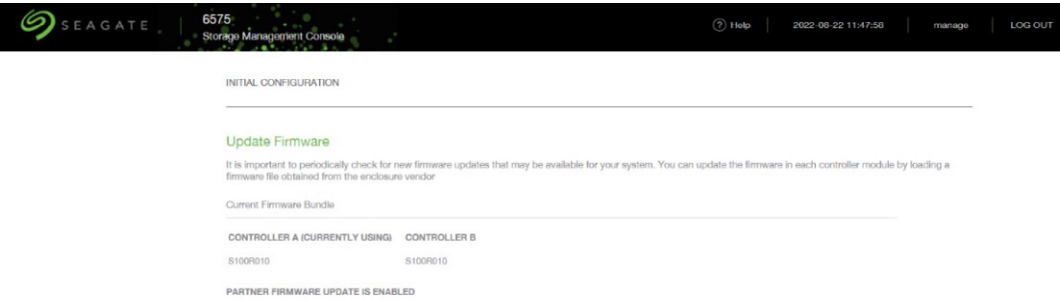 SEAGATE
6575
Storage Management Console
Help
2022-08-22 11:47:58
manage
LOG OUT
INITIAL CONFIGURATION
Update Firmware
It is important to periodically check for new firmware updates that may be available for your system. You can update the firmware in each controller module by loading a
firmware file obtained from the enclosure vendor
Current Firmware Bundle
CONTROLLER A (CURRENTLY USING) CONTROLLER B
S100R010 S100R010
PARTNER FIRMWARE UPDATE IS ENABLED